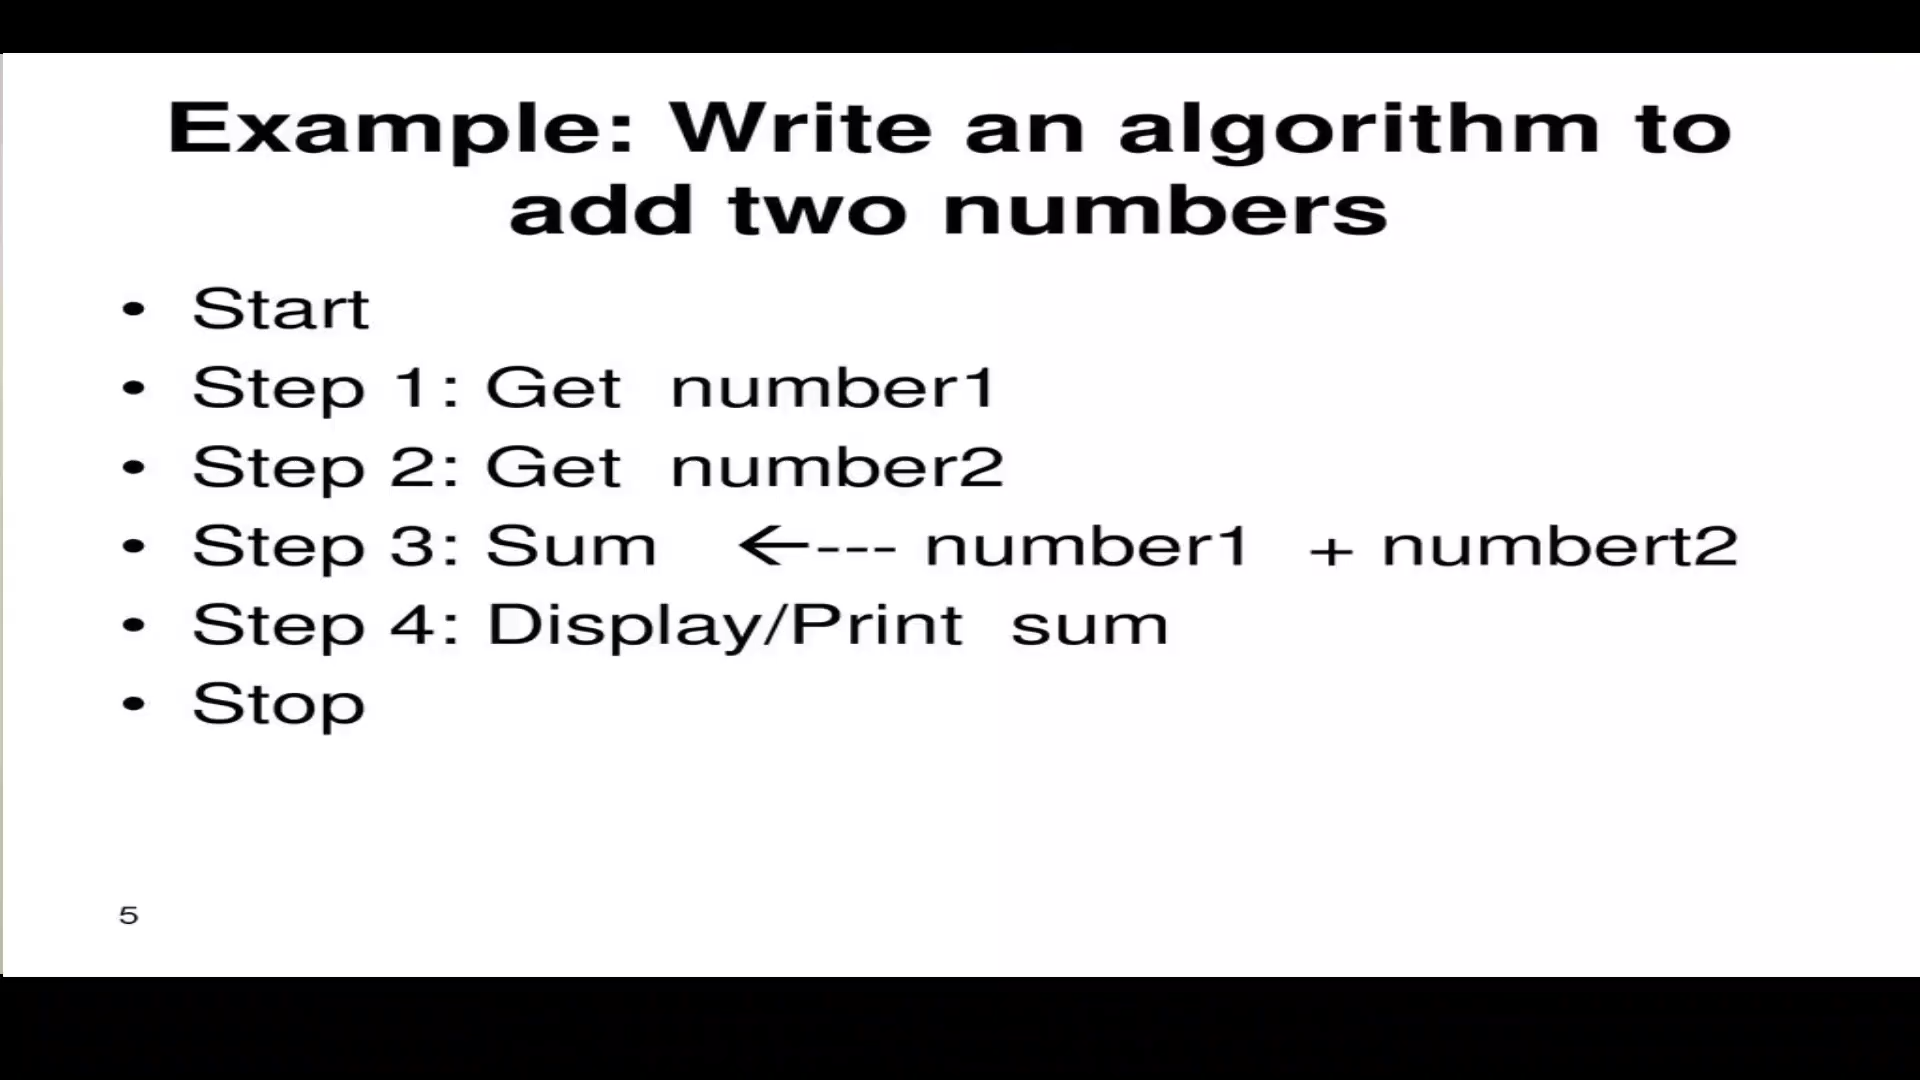 Example: Write an algorithm to
add two numbers
• Start
• Step 1: Get number1
• Step 2: Get number2
• Step 3: Sum ←--- number1 + numbert2
• Step 4: Display/Print sum
• Stop
5